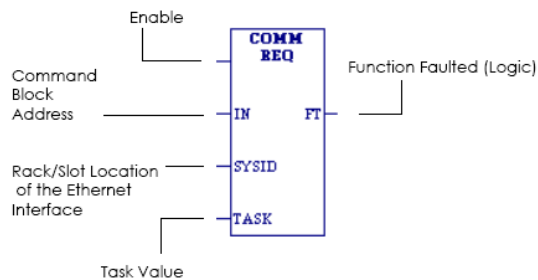 Enable
COMM
REQ
Function Faulted (Logic)
Command
Block
Address
IN
FT
Rack/Slot Location
of the Ethernet
Interface
SYSID
TASK
Task Value